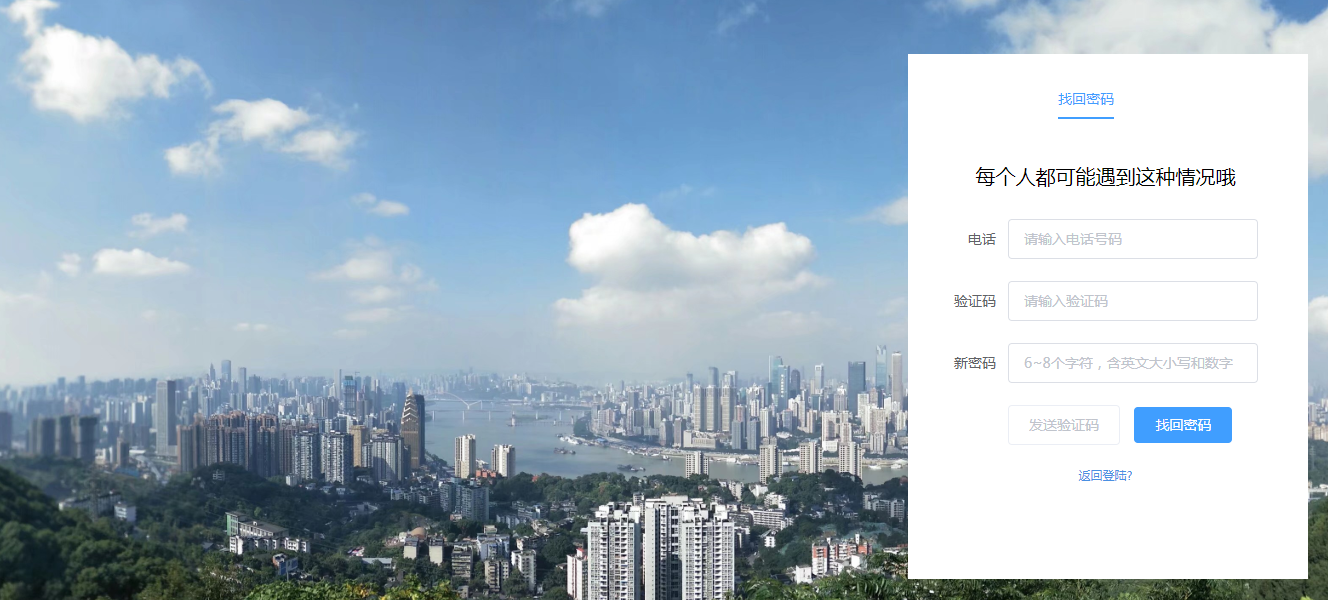 找回密码
每个人都可能遇到这种情况哦
电话 请输入电话号码
验证码 请输入验证码
新密码 6~8个字符，含英文大小写和数字
发送验证码 找回密码
返回登陆?